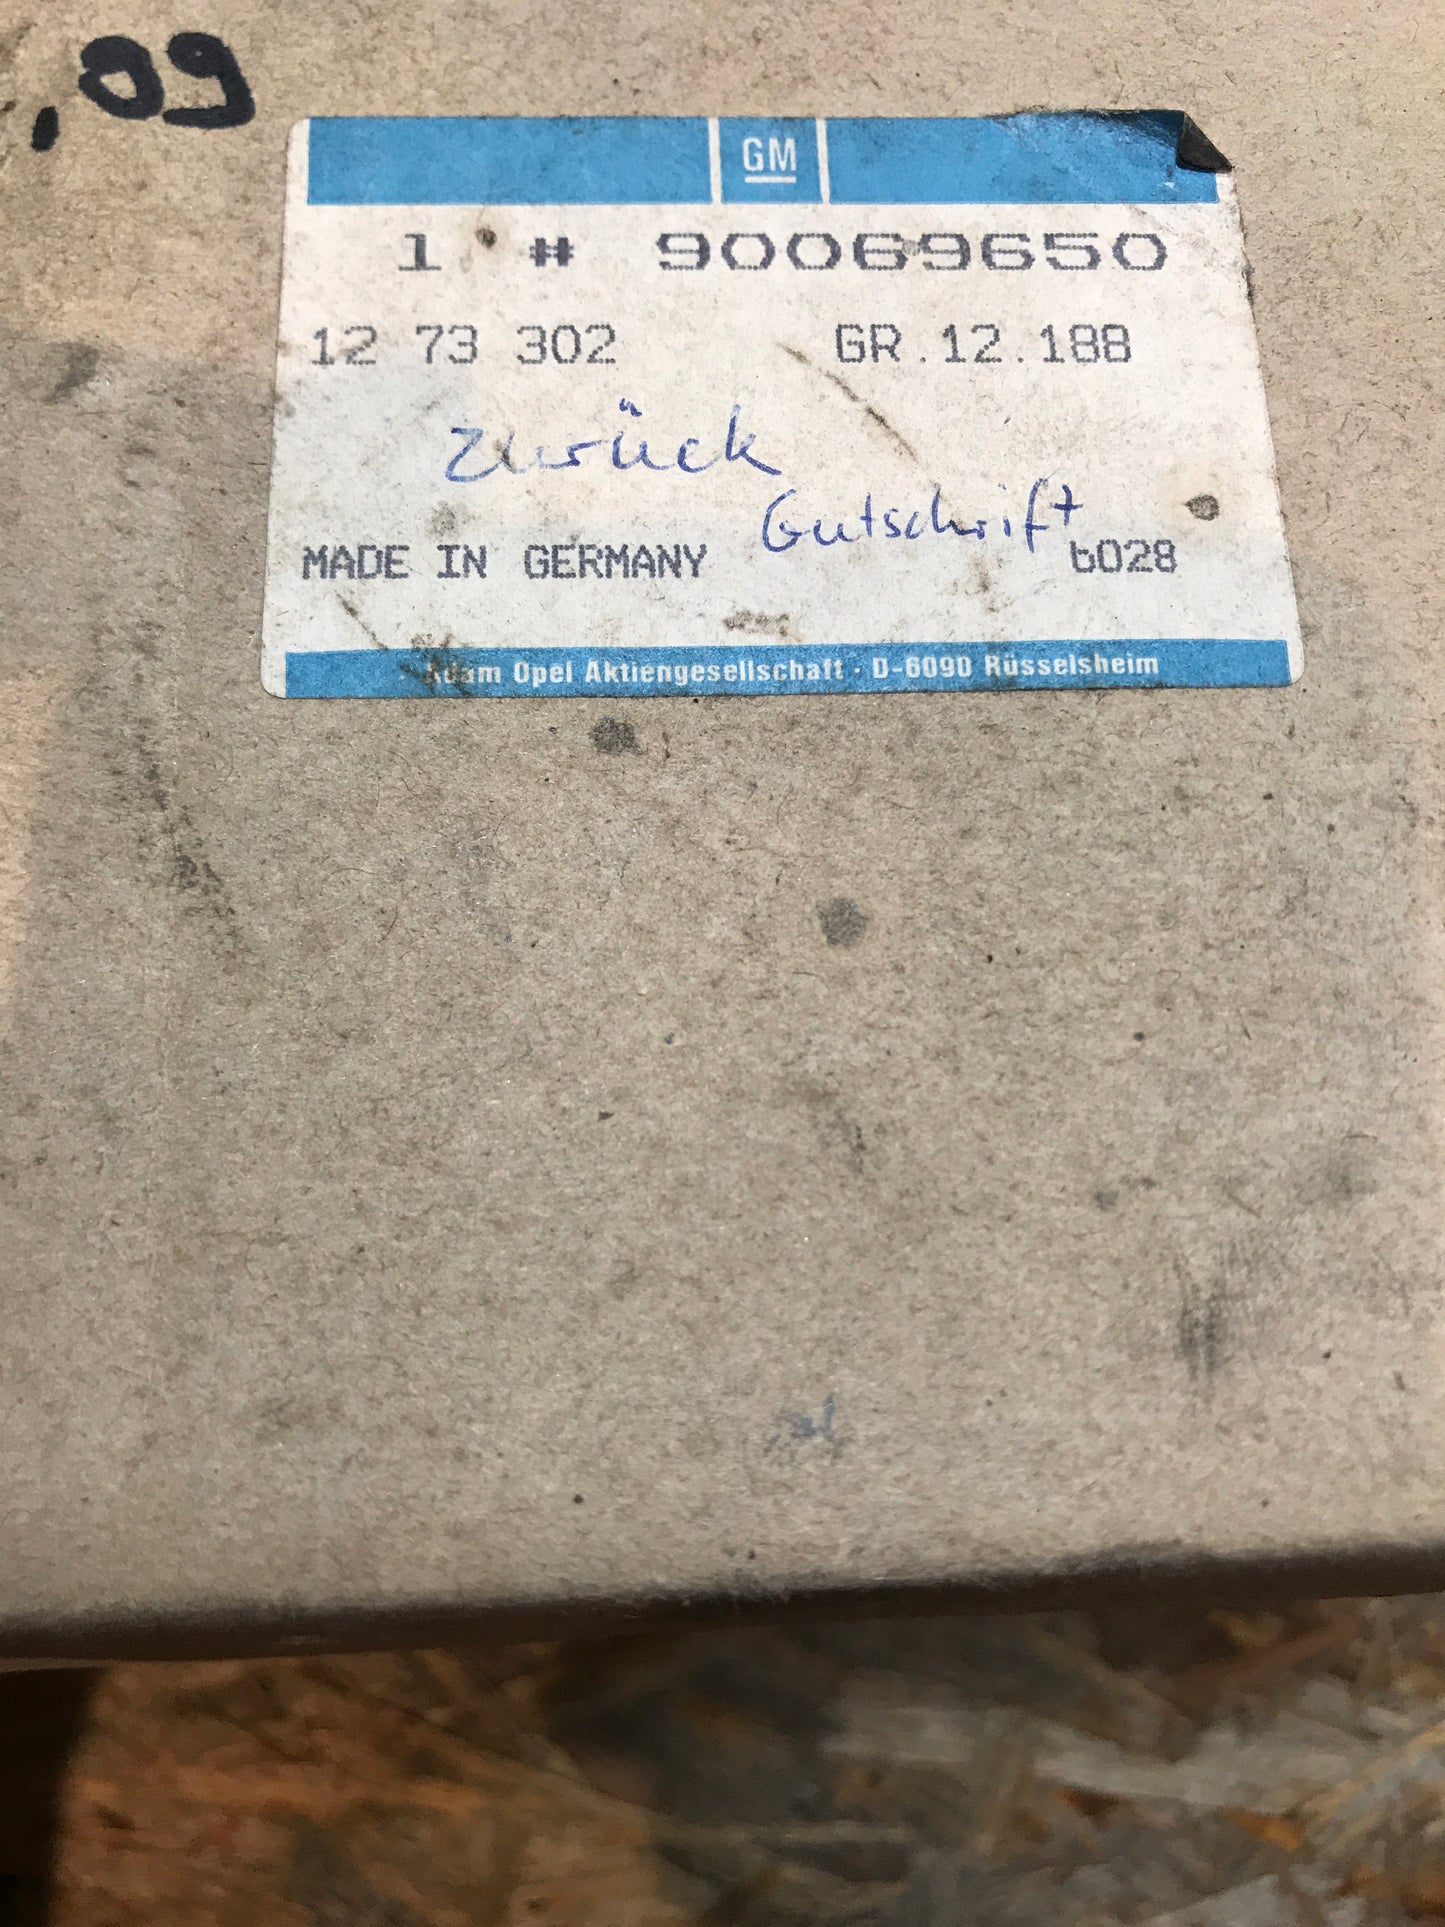 ,09
GM
1 # 90069650
12 73 302 GR.12.188
Zurück
Gutschrift
MADE IN GERMANY 6028
Adam Opel Aktiengesellschaft · D-6090 Rüsselsheim